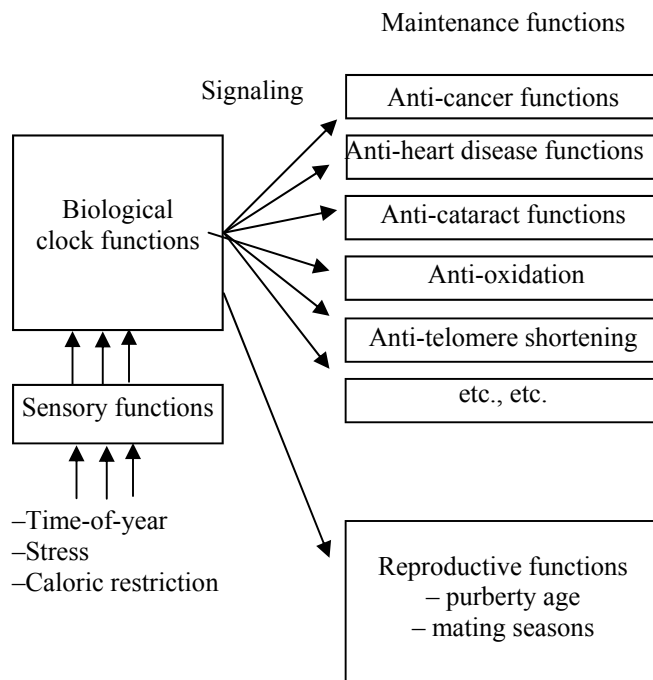 Maintenance functions
Signaling
Anti-cancer functions
Anti-heart disease functions
Anti-cataract functions
Anti-oxidation
Anti-telomere shortening
etc., etc.
Biological
clock functions
Sensory functions
–Time-of-year
–Stress
–Caloric restriction
Reproductive functions
– purberty age
– mating seasons